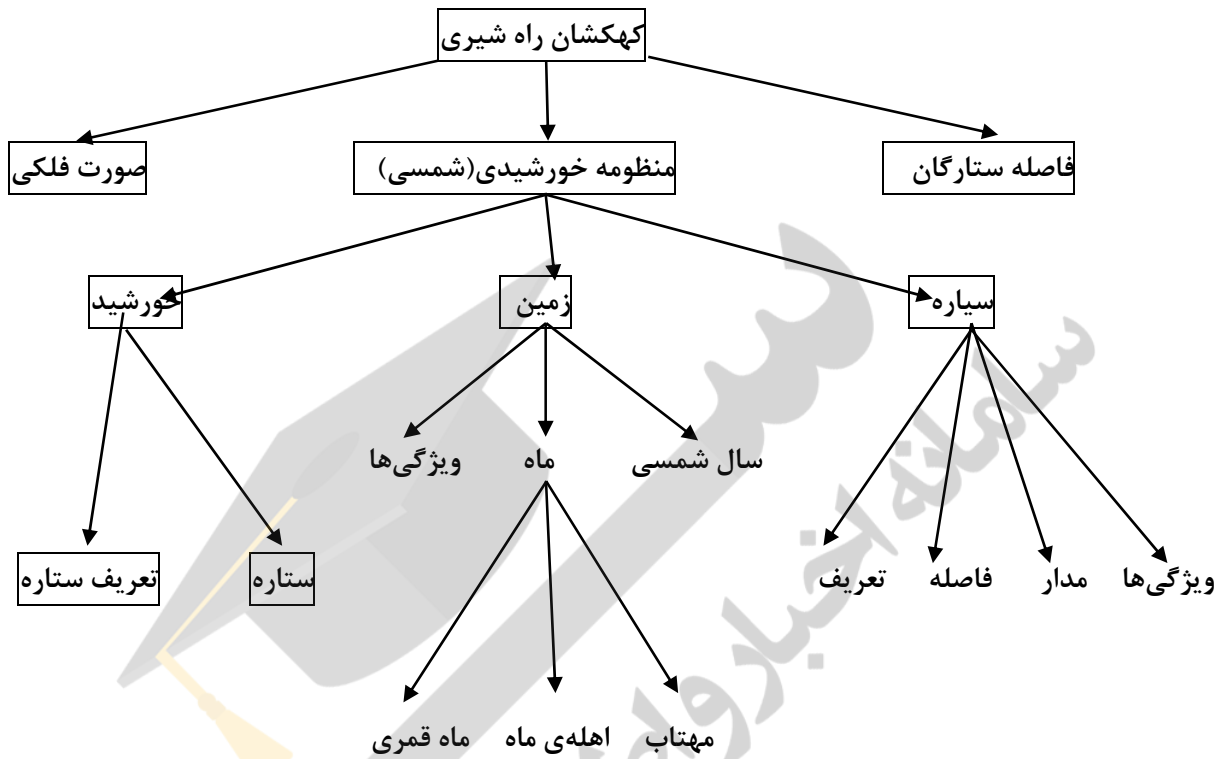 کهکشان راه شیری
فاصله ستارگان
منظومه خورشیدی(شمسی)
صورت فلکی
سیاره
زمین
خورشید
سال شمسی
ماه
ویژگی‌ها
ویژگی‌ها
مدار
فاصله
تعریف
ستاره
تعریف ستاره
مهتاب
اهله‌ی ماه
ماه قمری